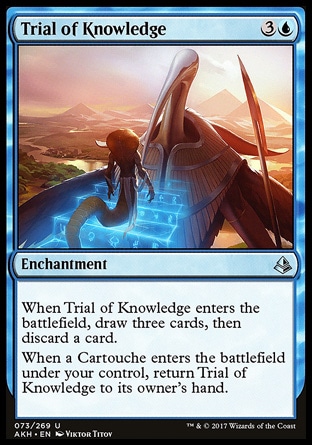 Trial of Knowledge 3
Enchantment
When Trial of Knowledge enters the
battlefield, draw three cards, then
discard a card.
When a Cartouche enters the battlefield
under your control, return Trial of
Knowledge to its owner's hand.
073/269 U
AKH • EN Viktor Titov
™ & © 2017 Wizards of the Coast